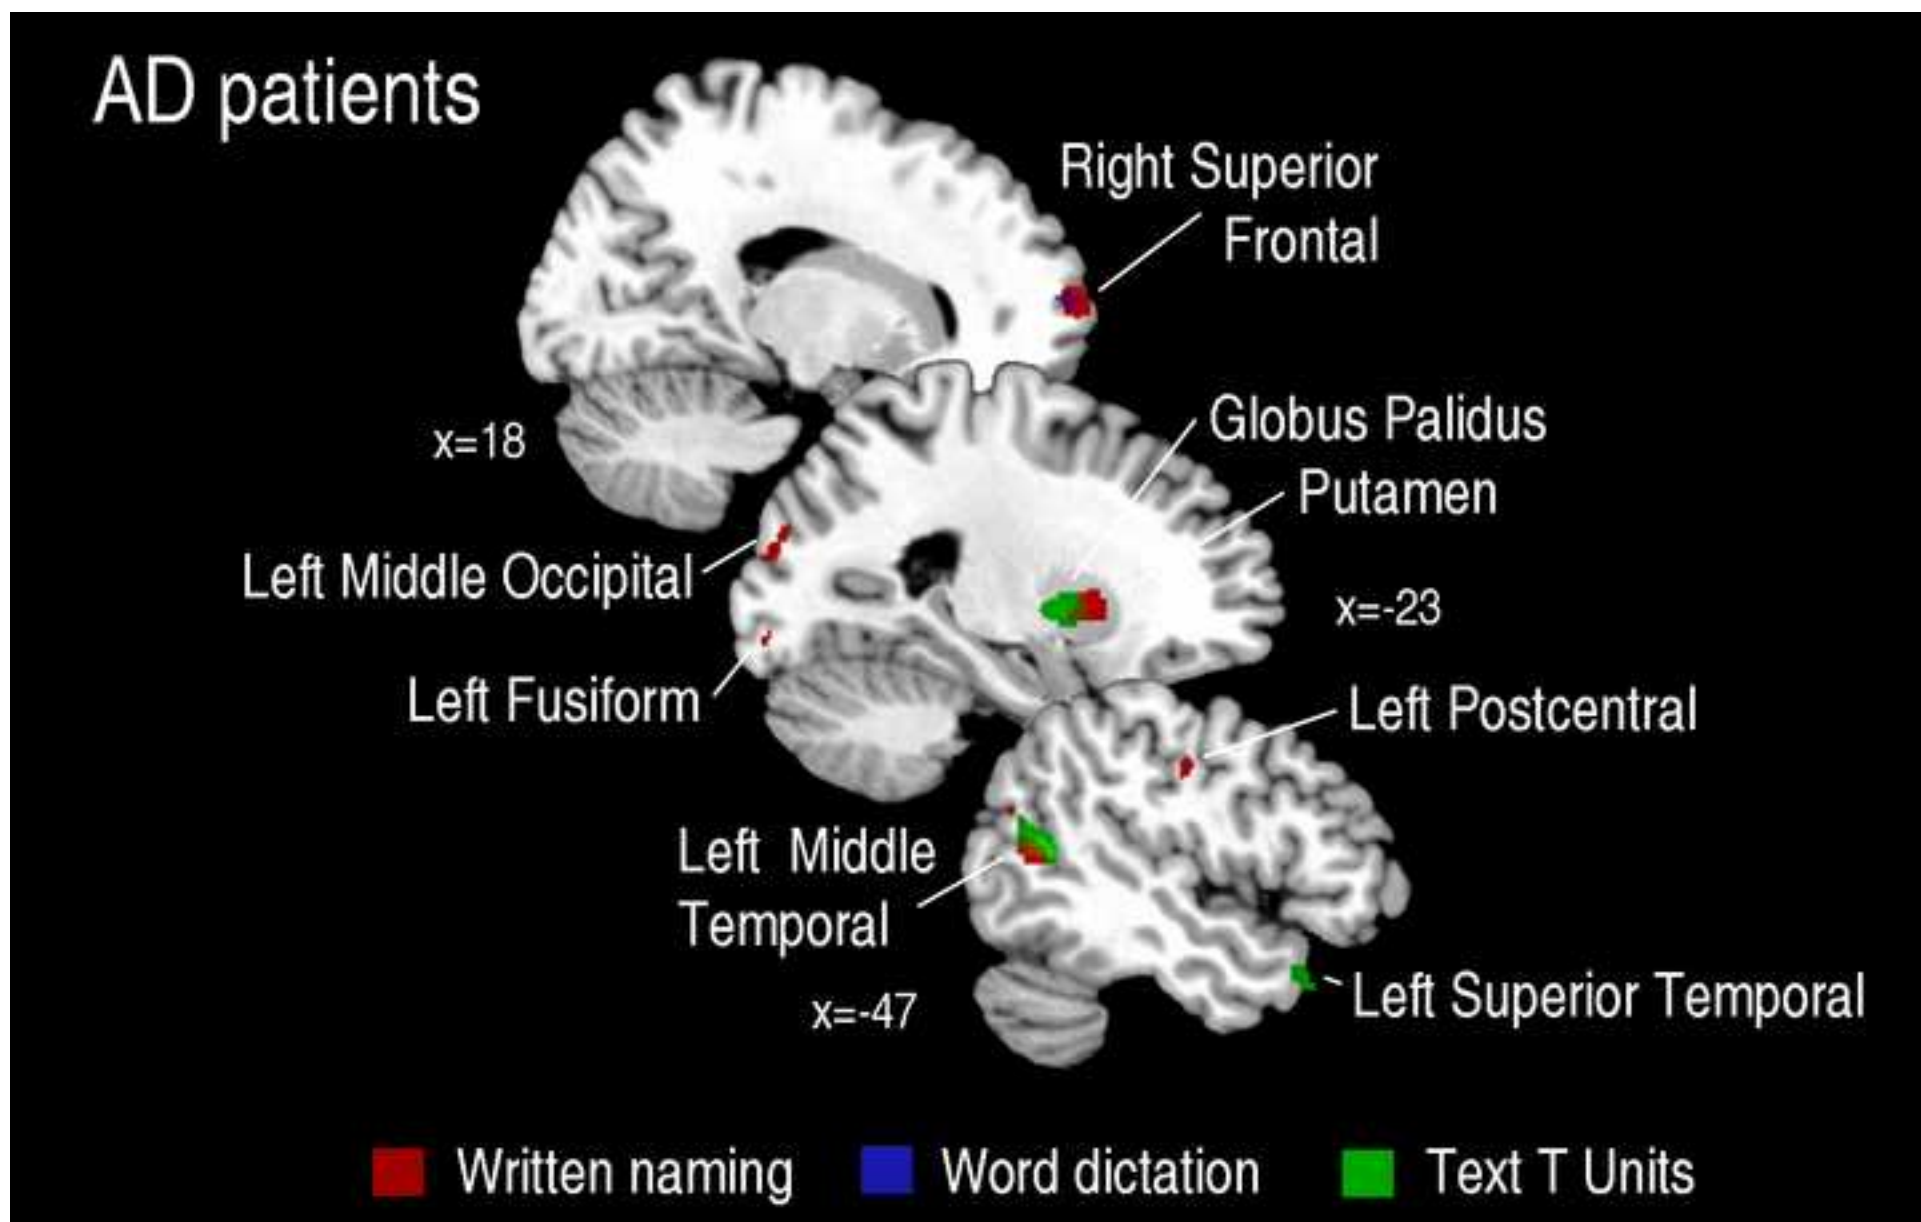 AD patients
Right Superior
Frontal
x=18
Globus Palidus
Putamen
Left Middle Occipital
x=-23
Left Fusiform
Left Postcentral
Left Middle
Temporal
x=-47
Left Superior Temporal
Written naming
Word dictation
Text T Units